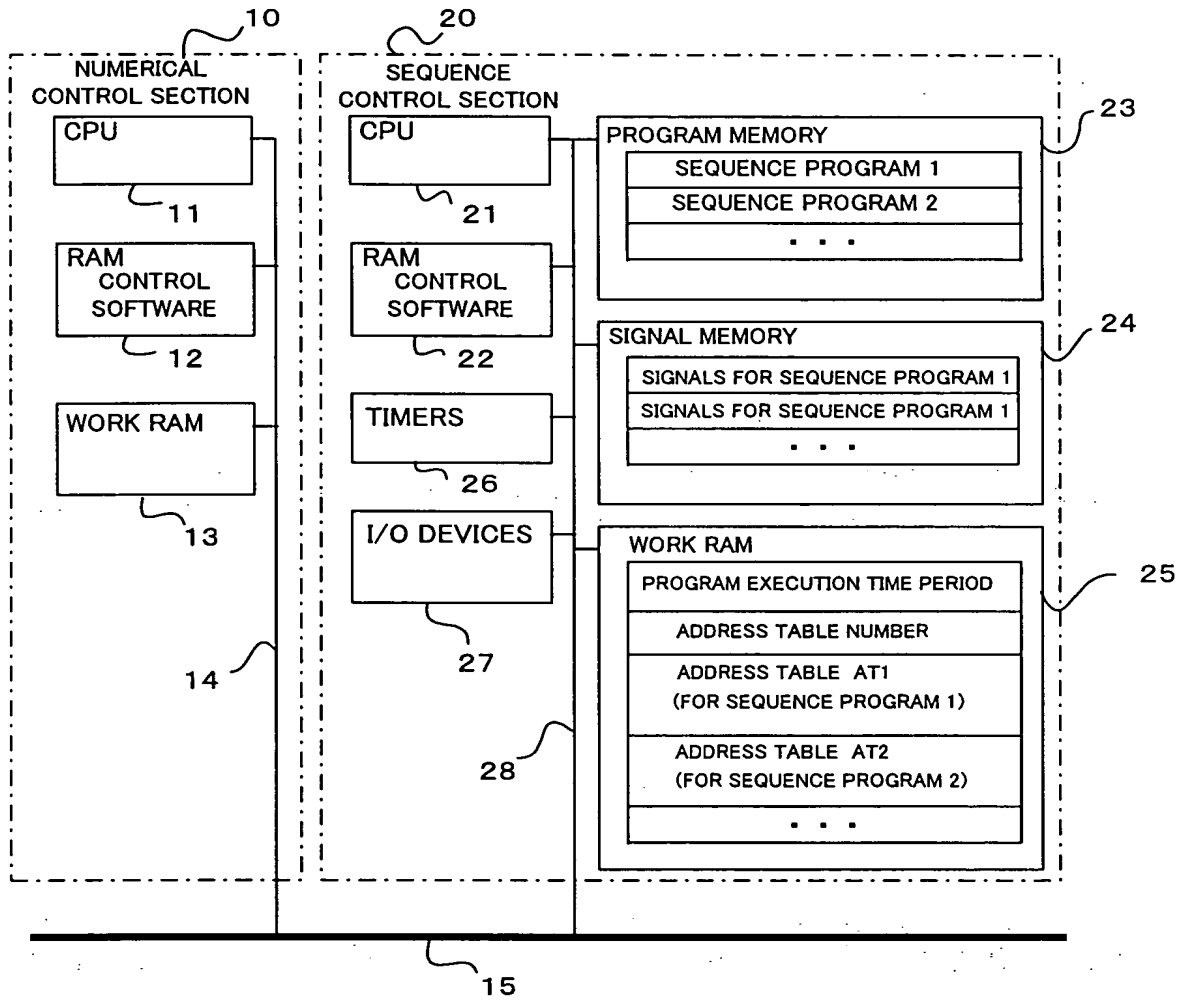 10
20
NUMERICAL
CONTROL SECTION
CPU
11
RAM
CONTROL
SOFTWARE
12
WORK RAM
13
14
SEQUENCE
CONTROL SECTION
CPU
21
RAM
CONTROL
SOFTWARE
22
TIMERS
26
I/O DEVICES
27
28
PROGRAM MEMORY
23
SEQUENCE PROGRAM 1
SEQUENCE PROGRAM 2
. . .
SIGNAL MEMORY
24
SIGNALS FOR SEQUENCE PROGRAM 1
SIGNALS FOR SEQUENCE PROGRAM 1
. . .
WORK RAM
25
PROGRAM EXECUTION TIME PERIOD
ADDRESS TABLE NUMBER
ADDRESS TABLE AT1
(FOR SEQUENCE PROGRAM 1)
ADDRESS TABLE AT2
(FOR SEQUENCE PROGRAM 2)
. . .
15